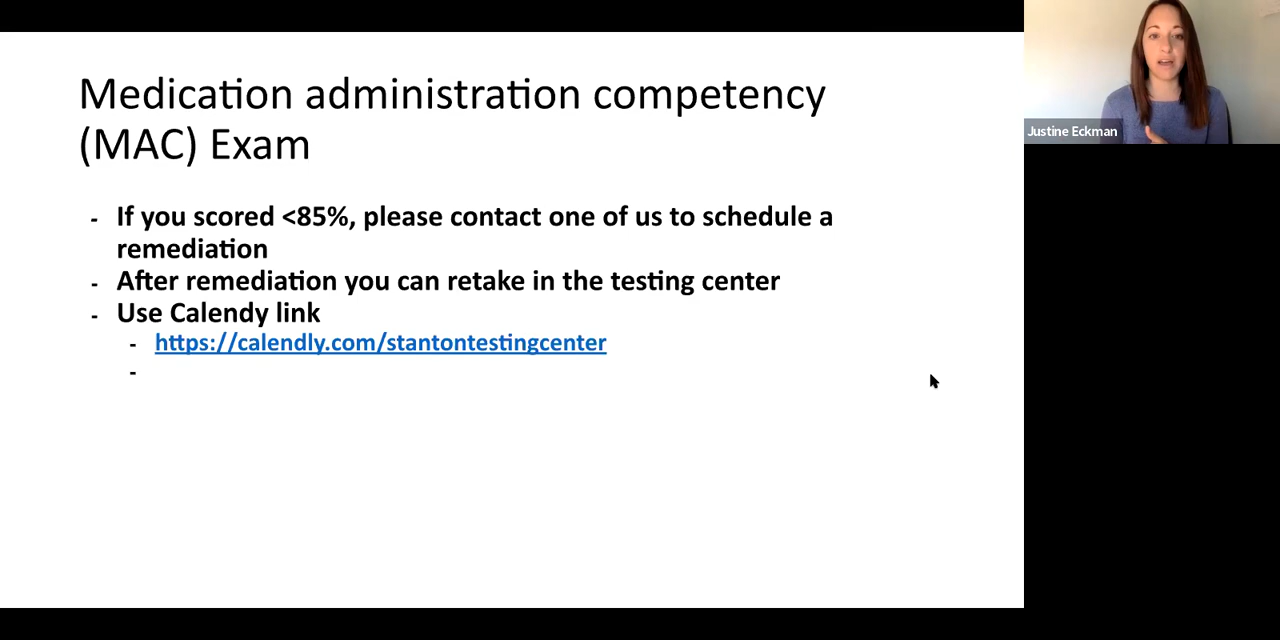 Medication administration competency
(MAC) Exam
- If you scored <85%, please contact one of us to schedule a
remediation
- After remediation you can retake in the testing center
- Use Calendy link
- https://calendly.com/stantontestingcenter
-
Justine Eckman